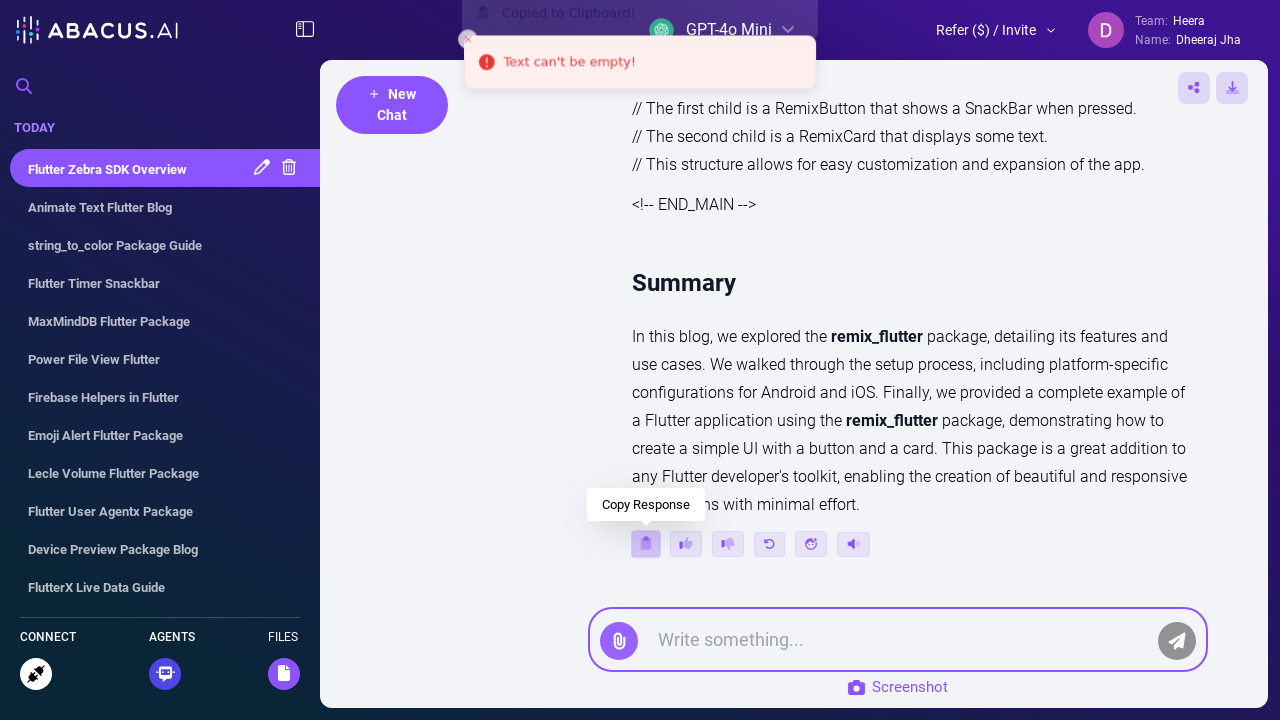 ABACUS.AI
Copied to Clipboard!
GPT-4o Mini
Text can't be empty!
Refer ($) / Invite
D
Team: Heera
Name: Dheeraj Jha
+ New
Chat
TODAY
Flutter Zebra SDK Overview
Animate Text Flutter Blog
string_to_color Package Guide
Flutter Timer Snackbar
MaxMindDB Flutter Package
Power File View Flutter
Firebase Helpers in Flutter
Emoji Alert Flutter Package
Lecle Volume Flutter Package
Flutter User Agentx Package
Device Preview Package Blog
FlutterX Live Data Guide
CONNECT
AGENTS
FILES
// The first child is a RemixButton that shows a SnackBar when pressed.
// The second child is a RemixCard that displays some text.
// This structure allows for easy customization and expansion of the app.
<!-- END_MAIN -->
Summary
In this blog, we explored the remix_flutter package, detailing its features and
use cases. We walked through the setup process, including platform-specific
configurations for Android and iOS. Finally, we provided a complete example of
a Flutter application using the remix_flutter package, demonstrating how to
create a simple UI with a button and a card. This package is a great addition to
any Flutter developer's toolkit, enabling the creation of beautiful and responsive
ns with minimal effort.
Copy Response
Write something...
Screenshot